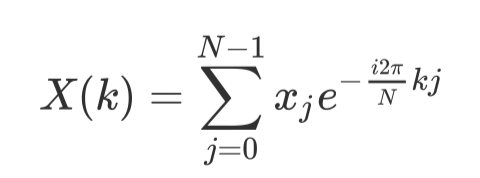 X(k) = \sum_{j=0}^{N-1} x_j e^{-\frac{i2\pi}{N}kj}